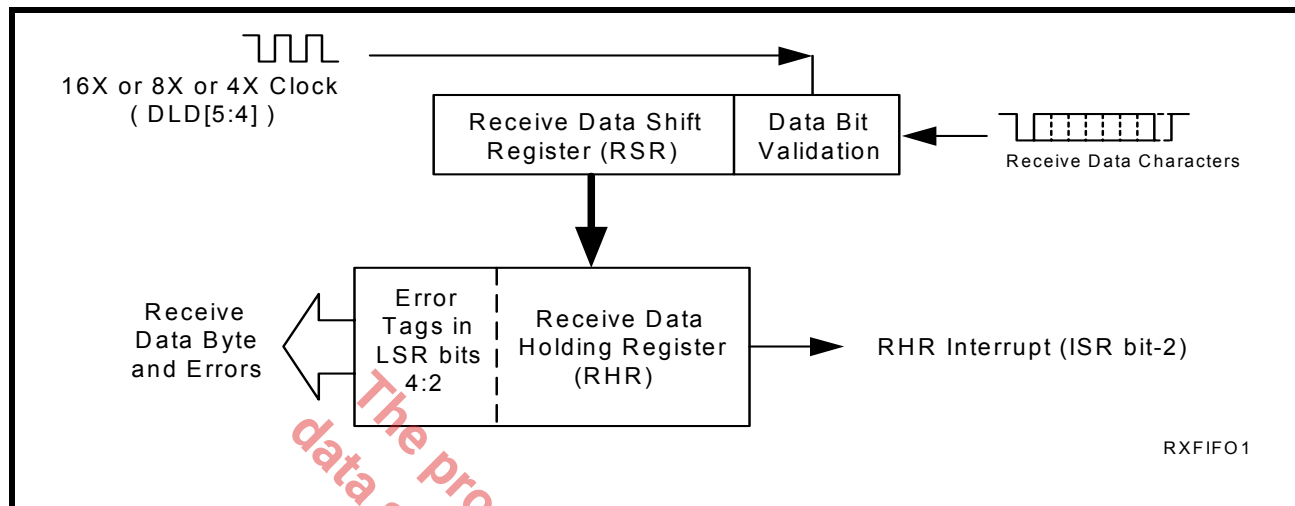 16X or 8X or 4X Clock
( DLD[5:4] )
Receive Data Shift
Register (RSR)
Data Bit
Validation
Receive Data Characters
Receive
Data Byte
and Errors
Error
Tags in
LSR bits
4:2
Receive Data
Holding Register
(RHR)
RHR Interrupt (ISR bit-2)
The pro
data
RXFIFO1